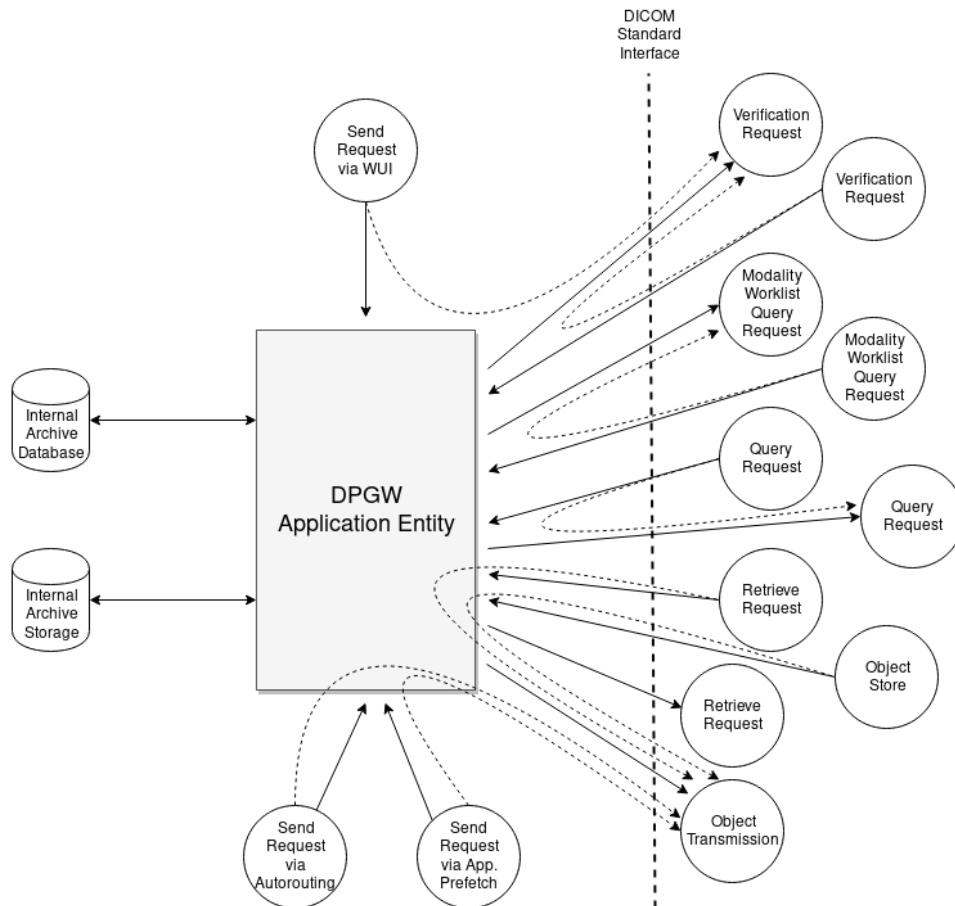 DICOM
Standard
Interface
Send
Request
via WUI
Verification
Request
Verification
Request
Modality
Worklist
Query
Request
Modality
Worklist
Query
Request
Internal
Archive
Database
DPGW
Application Entity
Query
Request
Query
Request
Internal
Archive
Storage
Retrieve
Request
Object
Store
Retrieve
Request
Send
Request
via
Autorouting
Send
Request
via App.
Prefetch
Object
Transmission